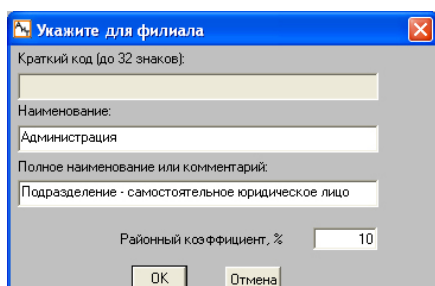 Укажите для филиала
Краткий код (до 32 знаков):
Наименование:
Администрация
Полное наименование или комментарий:
Подразделение - самостоятельное юридическое лицо
Районный коэффициент, % 10
OK Отмена